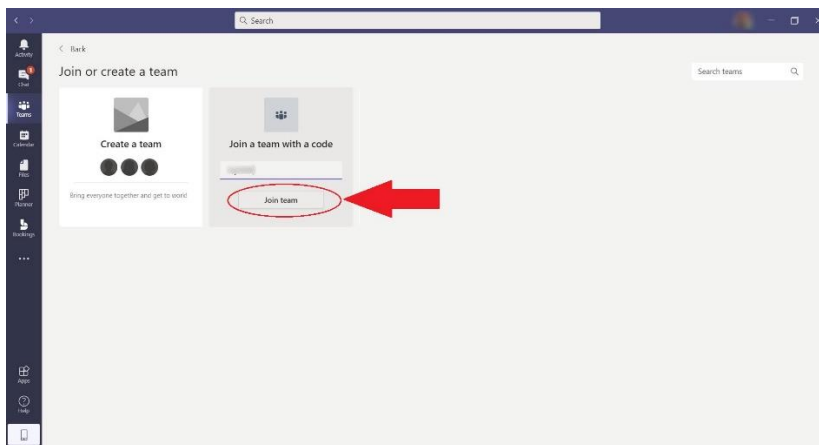 Search
Activity
Chat
Teams
Calendar
Files
Planner
Bookings
Apps
Help
Back
Join or create a team
Search teams
Create a team
Bring everyone together and get to work!
Join a team with a code
Join team